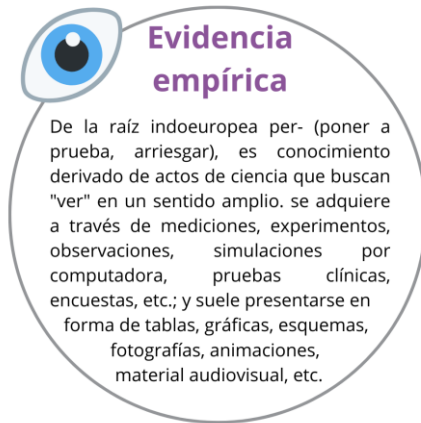 Evidencia
empírica
De la raíz indoeuropea per- (poner a
prueba, arriesgar), es conocimiento
derivado de actos de ciencia que buscan
"ver" en un sentido amplio. se adquiere
a través de mediciones, experimentos,
observaciones, simulaciones por
computadora, pruebas clínicas,
encuestas, etc.; y suele presentarse en
forma de tablas, gráficas, esquemas,
fotografías, animaciones,
material audiovisual, etc.